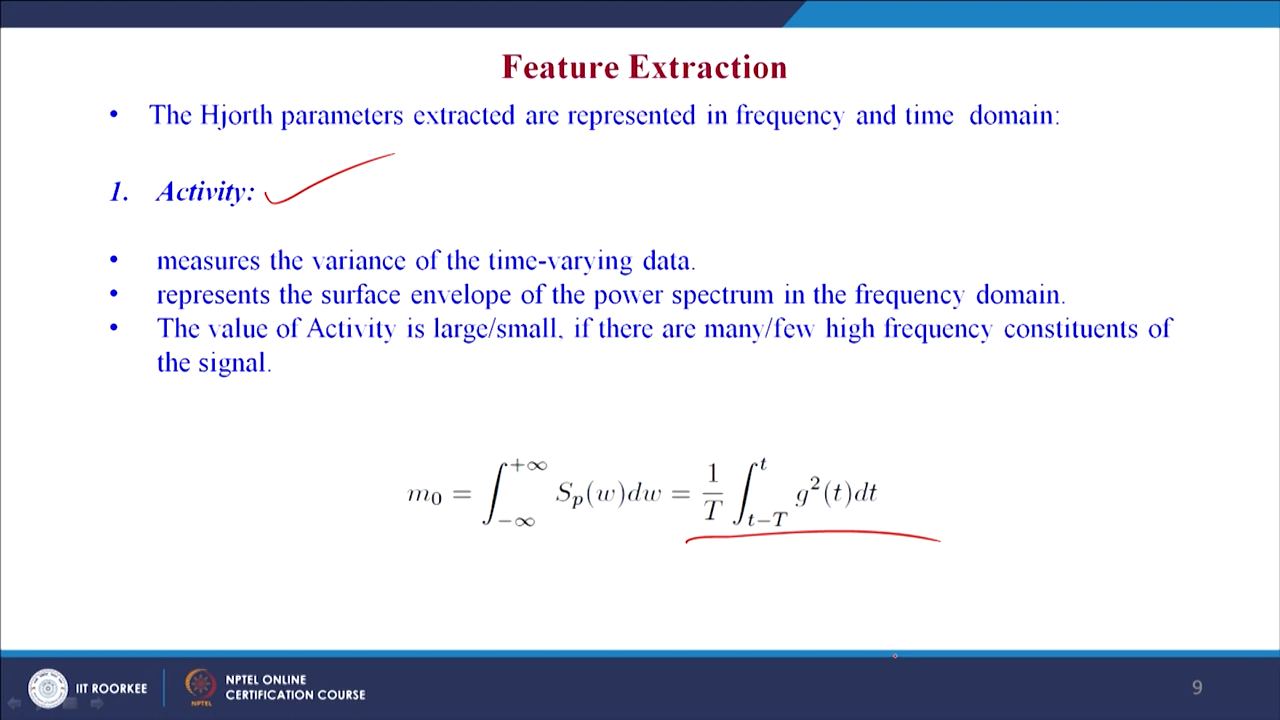 Feature Extraction
• The Hjorth parameters extracted are represented in frequency and time domain:
1. Activity:
• measures the variance of the time-varying data.
• represents the surface envelope of the power spectrum in the frequency domain.
• The value of Activity is large/small, if there are many/few high frequency constituents of
the signal.
m₀ = ∫_{−∞}^{+∞} S_p(w)dw = 1/T ∫_{t−T}^{t} g²(t)dt
IIT ROORKEE
NPTEL
NPTEL ONLINE
CERTIFICATION COURSE
9